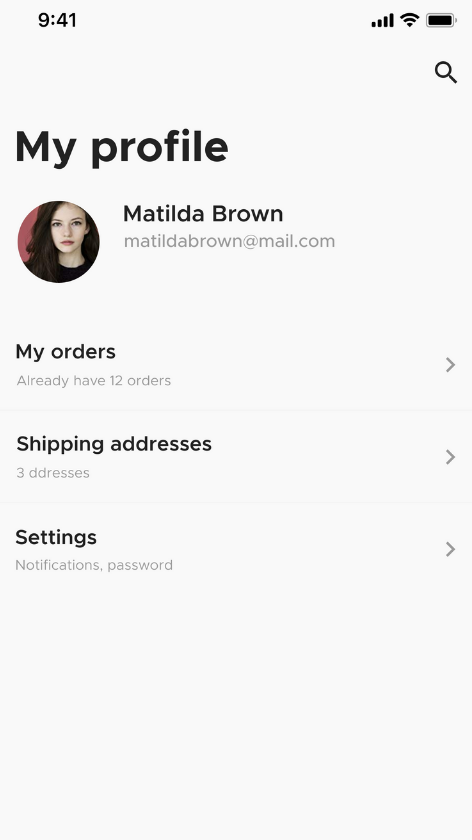 9:41
My profile
Matilda Brown
matildabrown@mail.com
My orders
Already have 12 orders
Shipping addresses
3 ddresses
Settings
Notifications, password